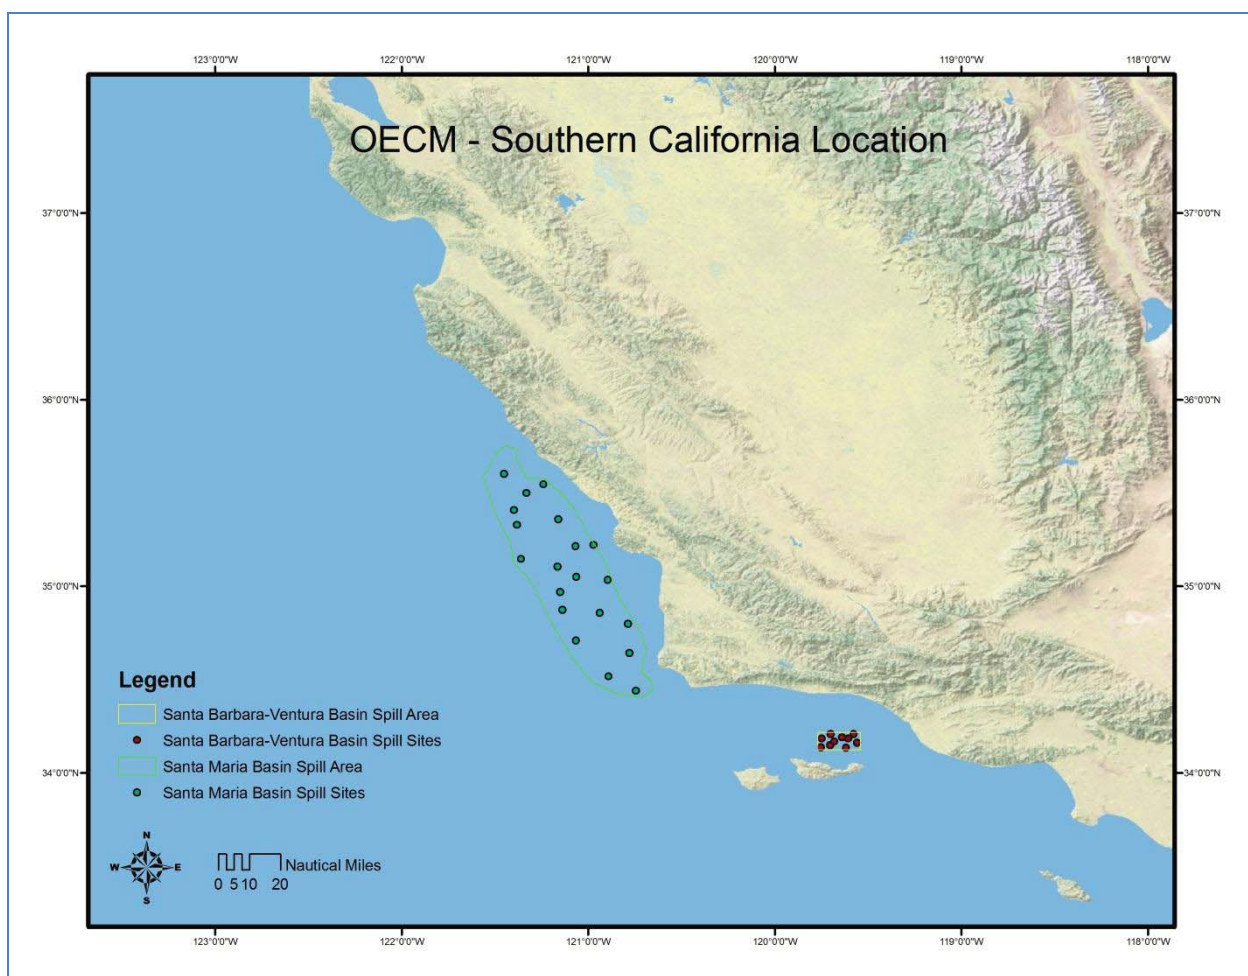 123°0'0"W 122°0'0"W 121°0'0"W 120°0'0"W 119°0'0"W 118°0'0"W
OECM - Southern California Location
37°0'0"N 37°0'0"N
36°0'0"N 36°0'0"N
35°0'0"N 35°0'0"N
Legend
Santa Barbara-Ventura Basin Spill Area
Santa Barbara-Ventura Basin Spill Sites
Santa Maria Basin Spill Area
34°0'0"N 34°0'0"N
Santa Maria Basin Spill Sites
N
W E
S
Nautical Miles
0 5 10 20
123°0'0"W 122°0'0"W 121°0'0"W 120°0'0"W 119°0'0"W 118°0'0"W